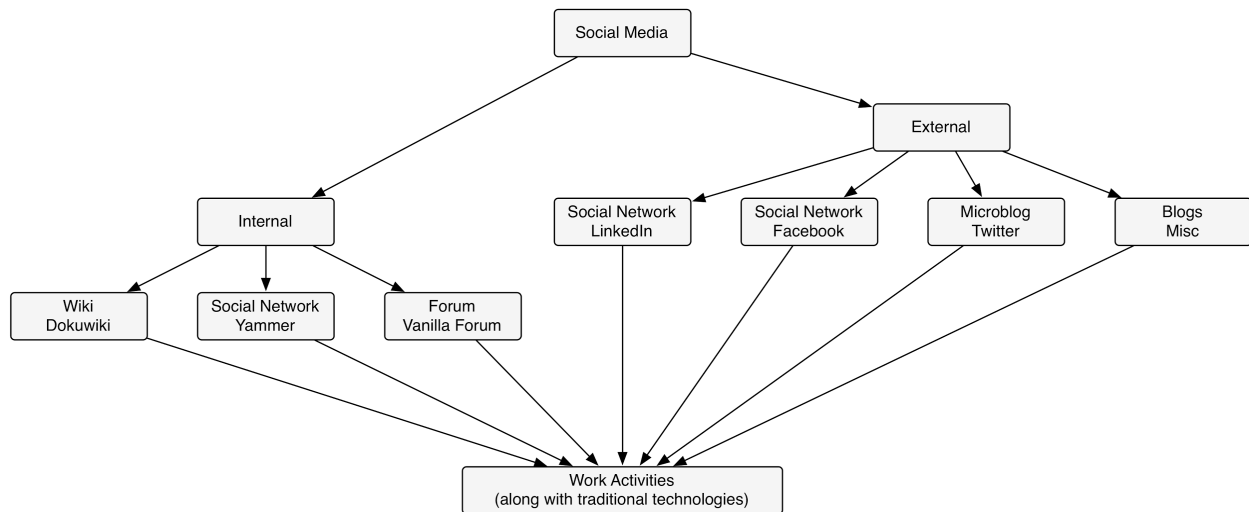 Social Media
External
Internal
Social Network
LinkedIn
Social Network
Facebook
Microblog
Twitter
Blogs
Misc
Wiki
Dokuwiki
Social Network
Yammer
Forum
Vanilla Forum
Work Activities
(along with traditional technologies)